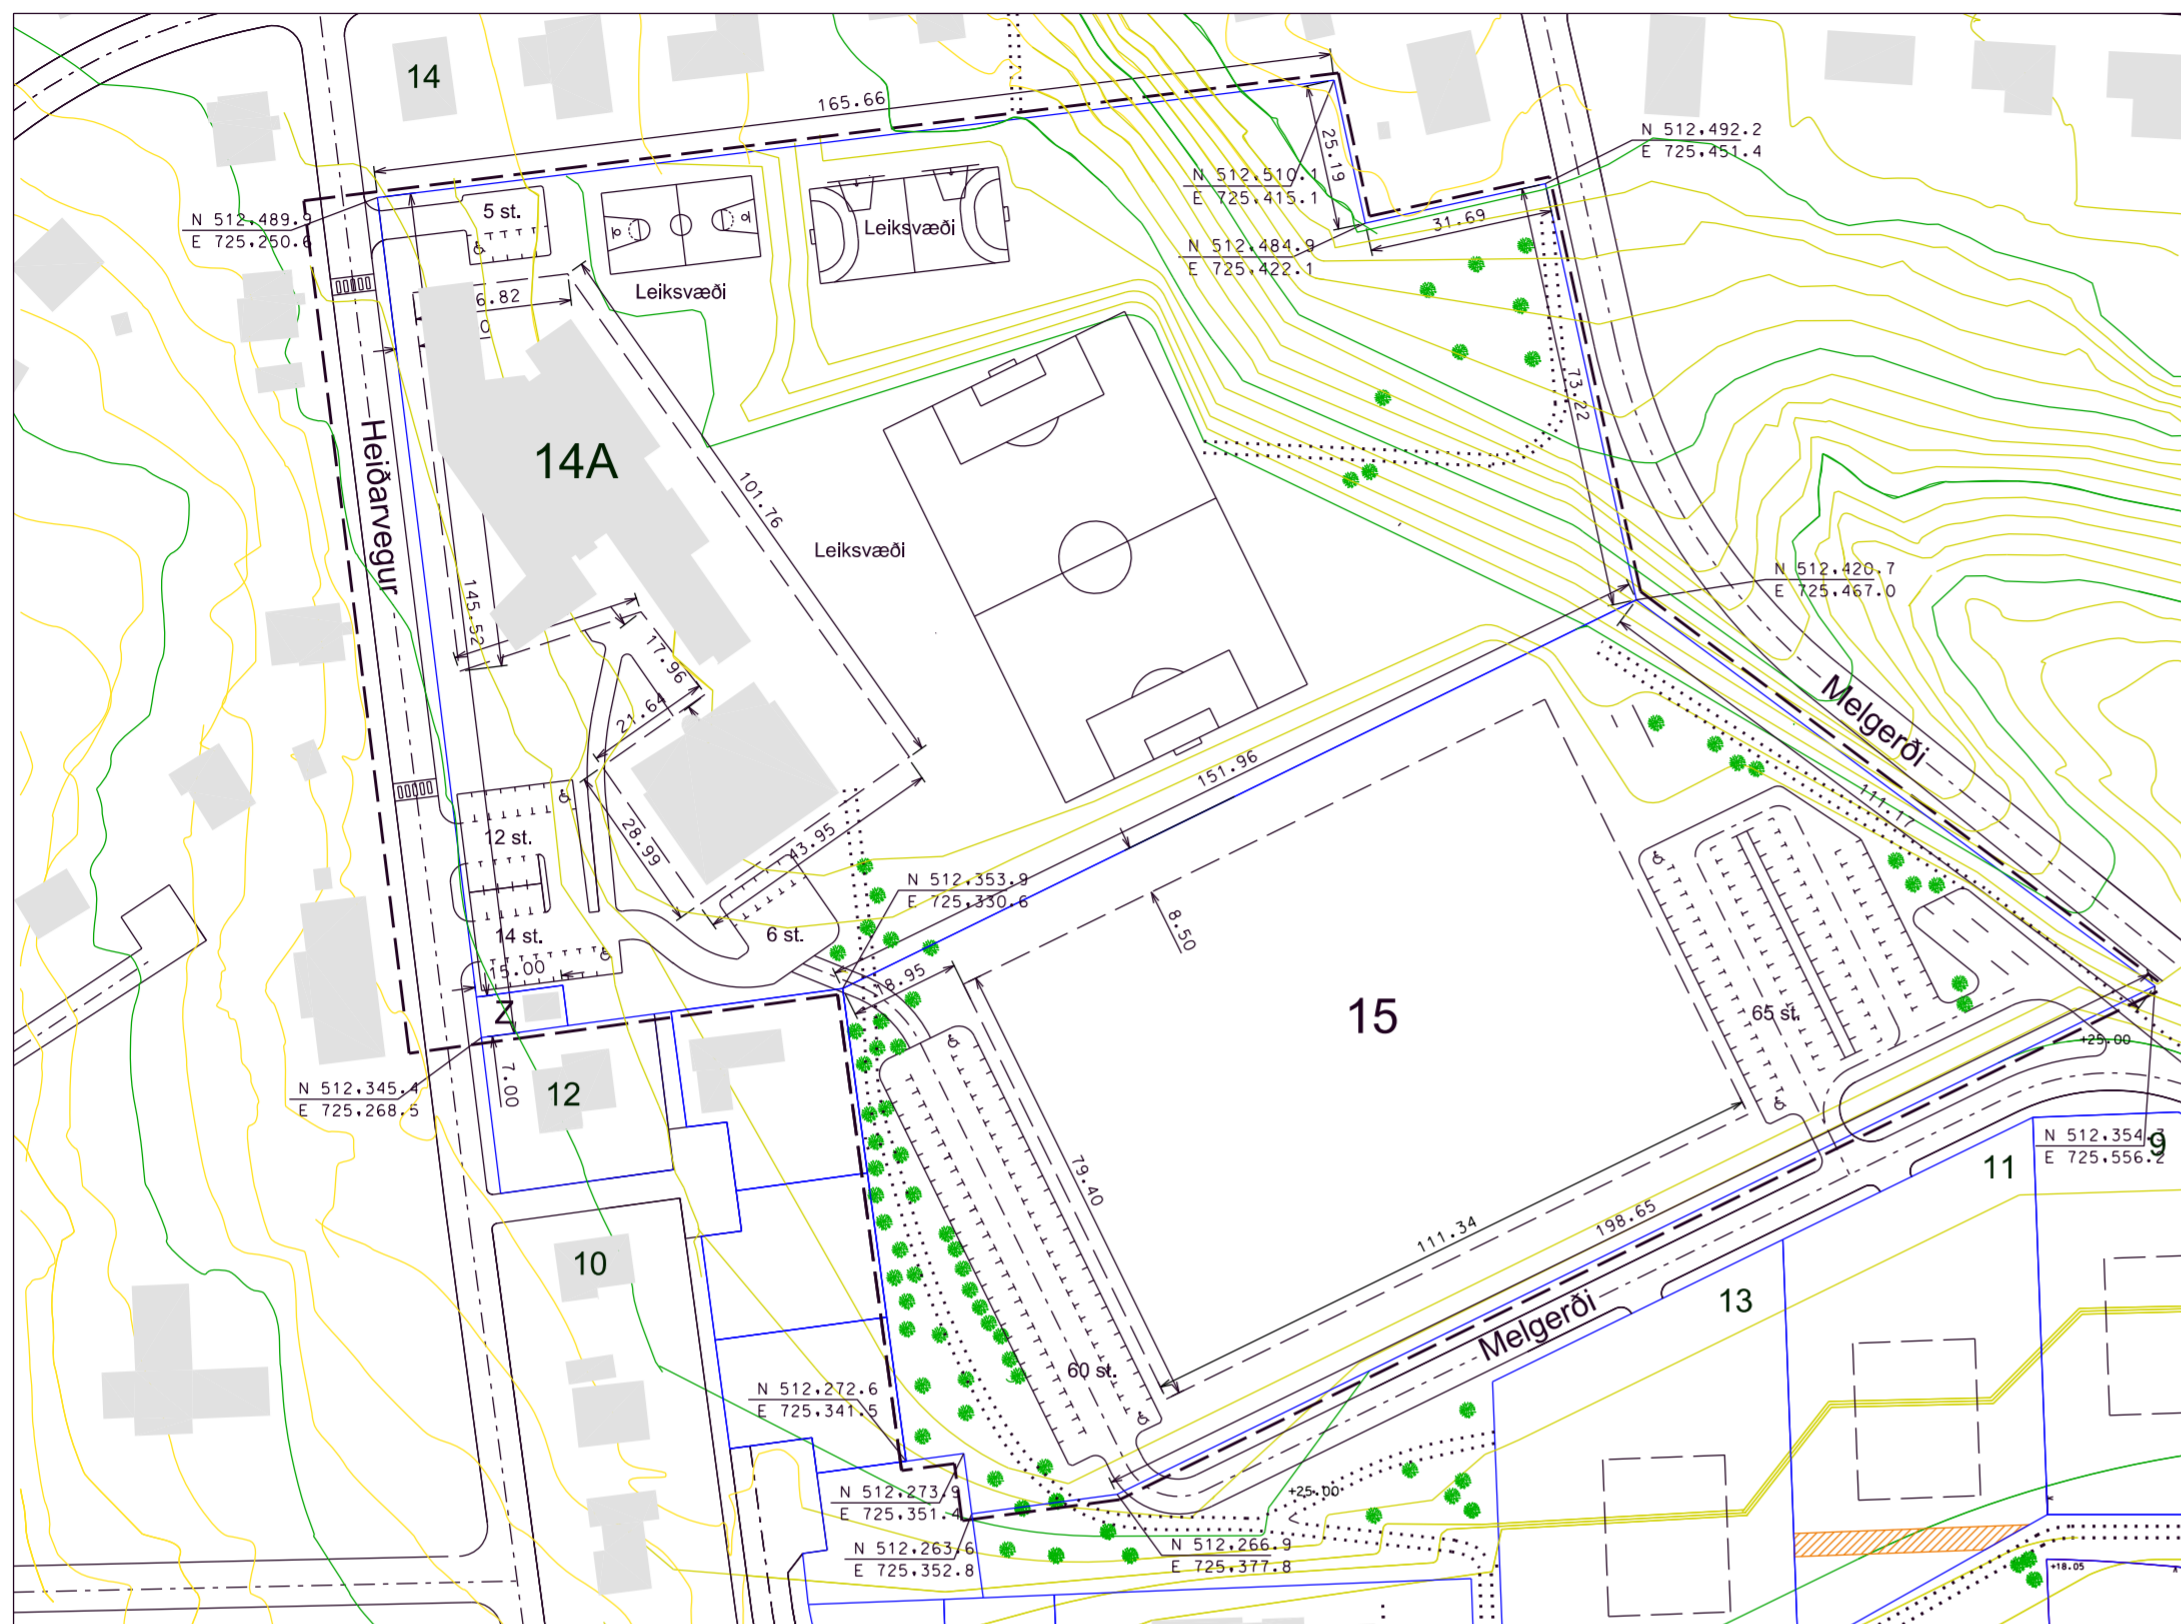 14
165.66
25.19
N 512.492.2
E 725.451.4
N 512.510.1
E 725.415.1
N 512.489.9
E 725.250.6
5 st.
Leiksvæði
31.69
N 512.484.9
E 725.422.1
Leiksvæði
6.82
73.22
Heiðarvegur
14A
101.76
Leiksvæði
145.52
N 512.420.7
E 725.467.0
17.96
21.64
Melgerði
151.96
111.17
12 st.
28.99
43.95
N 512.353.9
E 725.330.6
8.50
14 st.
6 st.
15.00
18.95
Z
15
65 st.
+25.00
N 512.345.4
E 725.268.5
7.00
12
N 512.354.3
E 725.556.2
9
11
79.40
111.34
198.65
10
13
Melgerði
60 st.
N 512.272.6
E 725.341.5
N 512.273.9
E 725.351.4
+25.00
N 512.263.6
E 725.352.8
N 512.266.9
E 725.377.8
+18.05